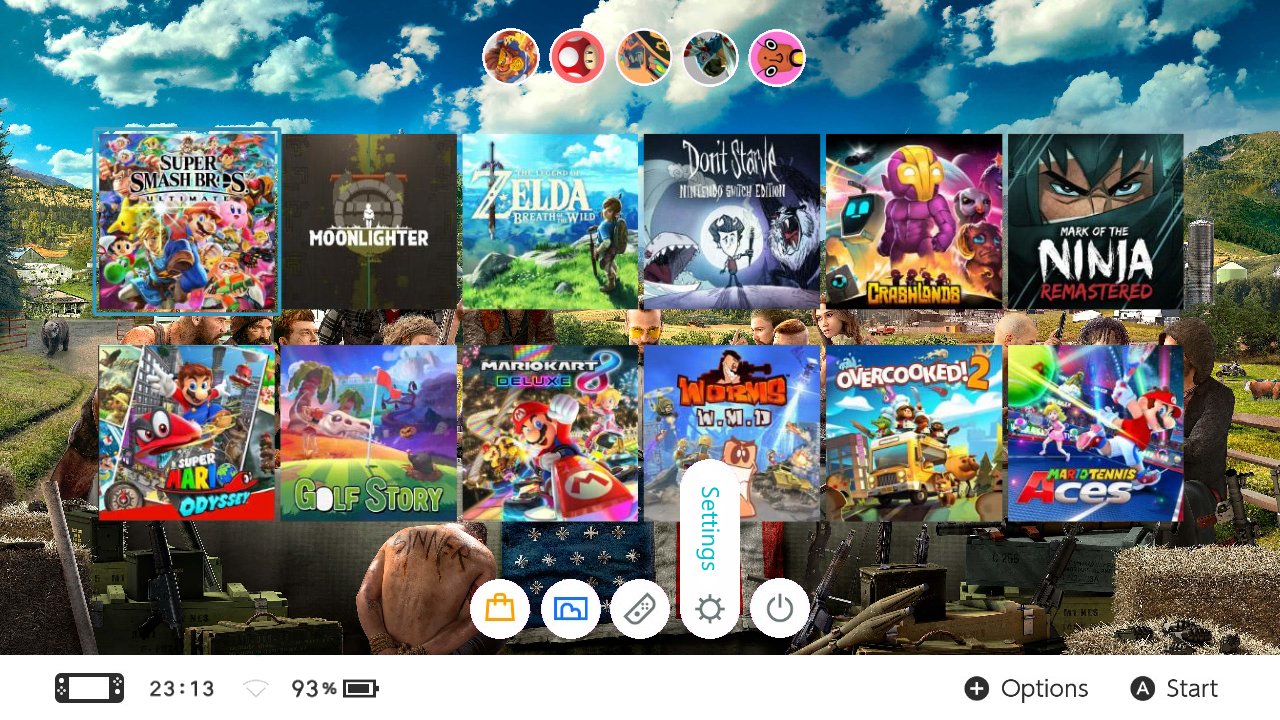 SUPER
SMASH BROS.
ULTIMATE
MOONLIGHTER
THE LEGEND OF
ZELDA
BREATH OF THE WILD
Don't Starve
NINTENDO SWITCH EDITION
CRASHLANDS
MARK OF THE
NINJA
REMASTERED
SUPER
MARIO
ODYSSEY
GOLF STORY
MARIOKART 8
DELUXE
WORMS
W.M.D
OVERCOOKED! 2
MARIO TENNIS
Aces
Settings
SINNER
23:13
93%
Options
A
Start